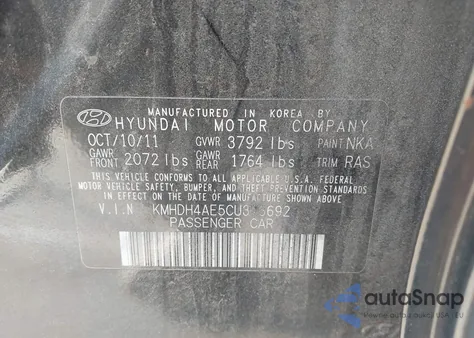 MANUFACTURED IN KOREA BY
HYUNDAI MOTOR COMPANY
OCT/10/11 GVWR 3792 lbs PAINT NKA
GAWR FRONT 2072 lbs GAWR REAR 1764 lbs TRIM RAS
THIS VEHICLE CONFORMS TO ALL APPLICABLE U.S.A. FEDERAL
MOTOR VEHICLE SAFETY, BUMPER, AND THEFT PREVENTION STANDARDS
IN EFFECT ON THE DATE OF MANUFACTURE SHOWN ABOVE
V.I.N
PASSENGER CAR
autoSnap